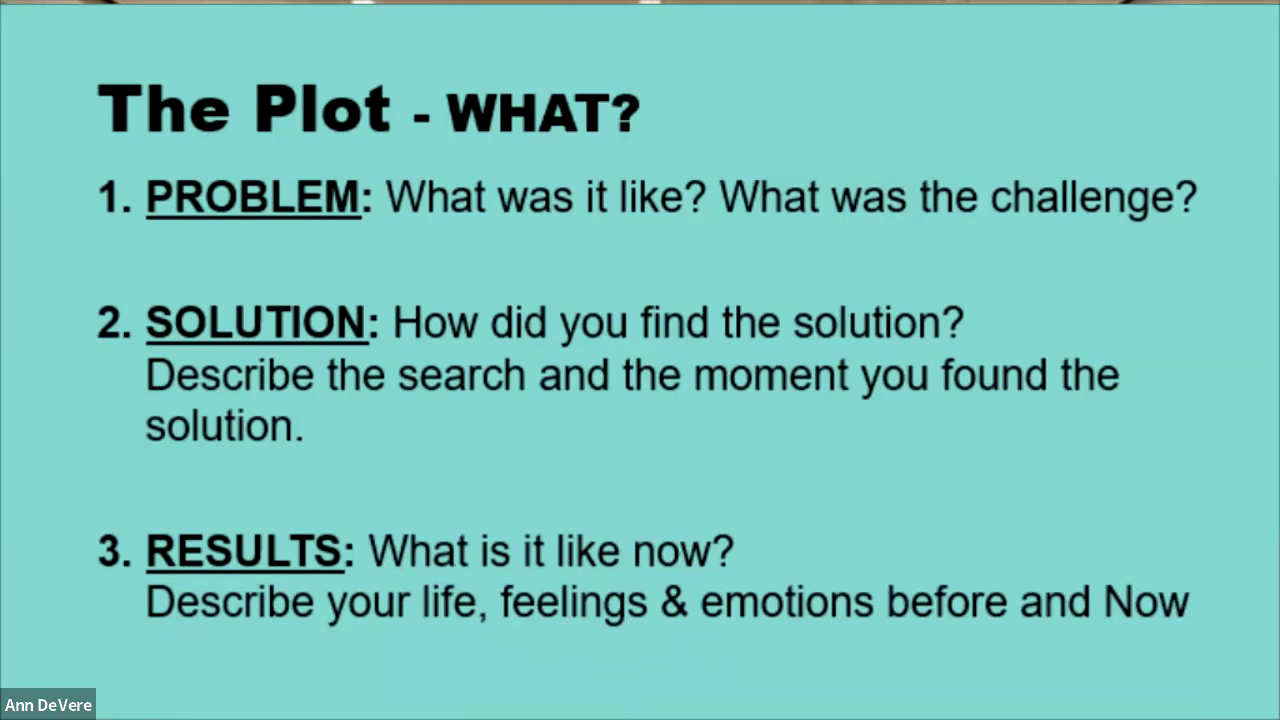 The Plot - WHAT?
1. PROBLEM: What was it like? What was the challenge?
2. SOLUTION: How did you find the solution?
Describe the search and the moment you found the
solution.
3. RESULTS: What is it like now?
Describe your life, feelings & emotions before and Now
Ann DeVere